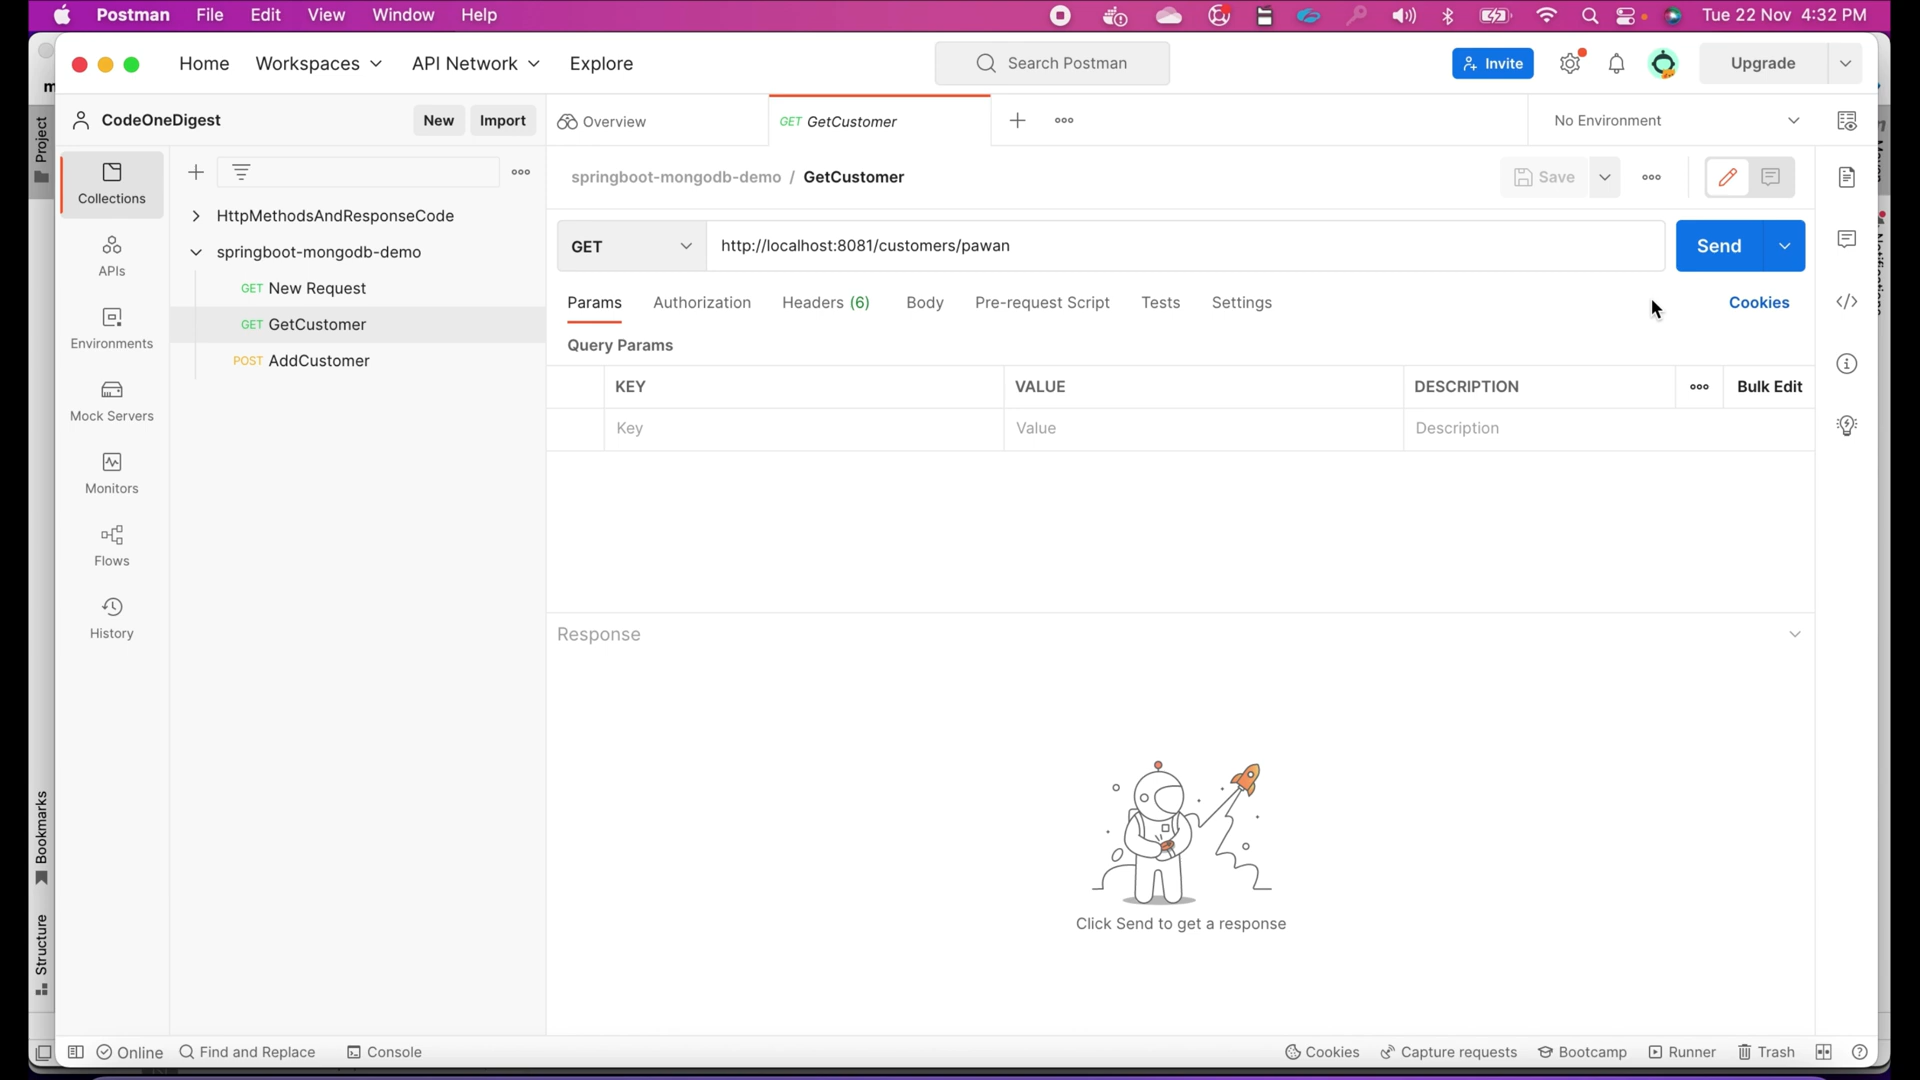 Postman File Edit View Window Help Tue 22 Nov 4:32 PM
Home Workspaces API Network Explore Search Postman Invite Upgrade
Project
CodeOneDigest New Import Overview GET GetCustomer No Environment
Collections
springboot-mongodb-demo / GetCustomer Save
HttpMethodsAndResponseCode
springboot-mongodb-demo
GET http://localhost:8081/customers/pawan Send
APIs
GET New Request
Params Authorization Headers (6) Body Pre-request Script Tests Settings Cookies
GET GetCustomer
Environments
Query Params
POST AddCustomer
KEY VALUE DESCRIPTION Bulk Edit
Mock Servers
Key Value Description
Monitors
Flows
History
Response
Bookmarks
Structure
Click Send to get a response
Online Find and Replace Console Cookies Capture requests Bootcamp Runner Trash